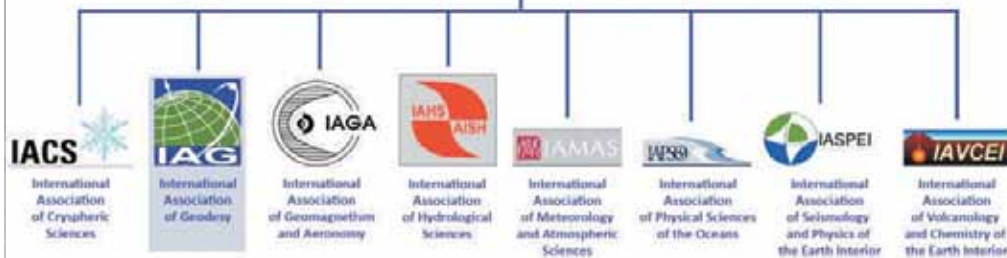 IACS
International
Association
of Cryspheric
Sciences
IAG
International
Association
of Geodesy
IAGA
International
Association
of Geomagnetism
and Aeronomy
IAHS
AISH
International
Association
of Hydrological
Sciences
IAMAS
International
Association
of Meteorology
and Atmospheric
Sciences
IAPSO
International
Association
of Physical Sciences
of the Oceans
IASPEI
International
Association
of Seismology
and Physics of
the Earth Interior
IAVCEI
International
Association
of Volcanology
and Chemistry of
the Earth Interior